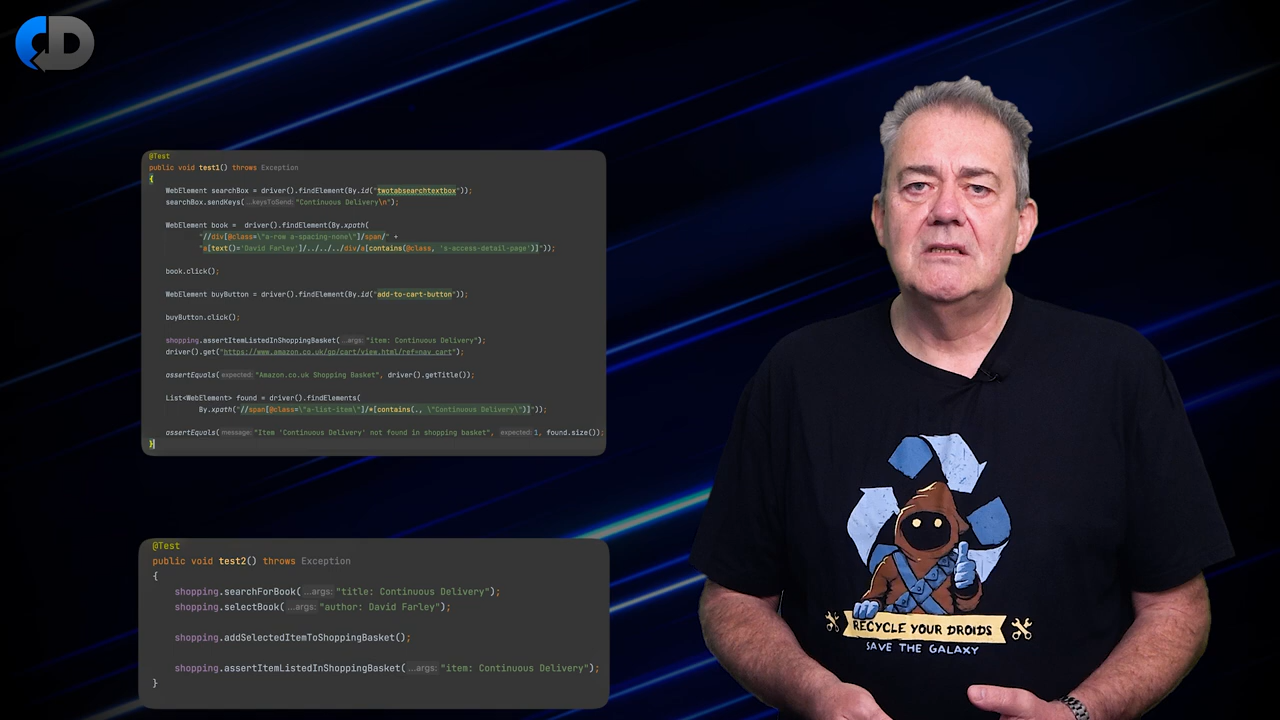 CD
@Test
public void test1() throws Exception
{
WebElement searchBox = driver().findElement(By.id("twotabsearchtextbox"));
searchBox.sendKeys( ...keysToSend: "Continuous Delivery\n");
WebElement book =  driver().findElement(By.xpath(
"//div[@class=\"a-row a-spacing-none\"]/span/" +
"a[text()='David Farley']/../../../div/a[contains(@class, 's-access-detail-page')]"));
book.click();
WebElement buyButton = driver().findElement(By.id("add-to-cart-button"));
buyButton.click();
shopping.assertItemListedInShoppingBasket( ...args: "item: Continuous Delivery");
driver().get("https://www.amazon.co.uk/gp/cart/view.html/ref=nav_cart");
assertEquals( expected: "Amazon.co.uk Shopping Basket", driver().getTitle());
List<WebElement> found = driver().findElements(
By.xpath("//span[@class=\"a-list-item\"]/*[contains(., \"Continuous Delivery\")]"));
assertEquals( message: "Item 'Continuous Delivery' not found in shopping basket", expected: 1, found.size());
}
@Test
public void test2() throws Exception
{
shopping.searchForBook( ...args: "title: Continuous Delivery");
shopping.selectBook( ...args: "author: David Farley");
shopping.addSelectedItemToShoppingBasket();
shopping.assertItemListedInShoppingBasket( ...args: "item: Continuous Delivery");
}
RECYCLE YOUR DROIDS
SAVE THE GALAXY